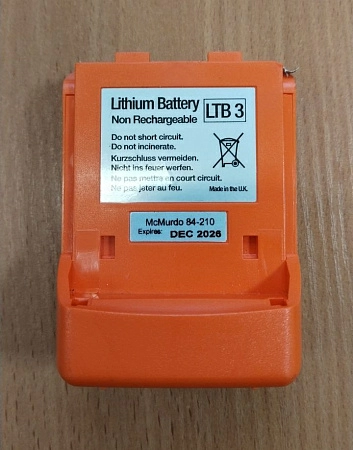 Lithium Battery LTB 3
Non Rechargeable
Do not short circuit.
Do not incinerate.
Kurzschluss vermeiden.
Nicht ins feuer werfen.
Ne pas mettre en court circuit.
Ne pas jeter au feu.
Made in the U.K.
McMurdo 84-210
Expires: DEC 2026